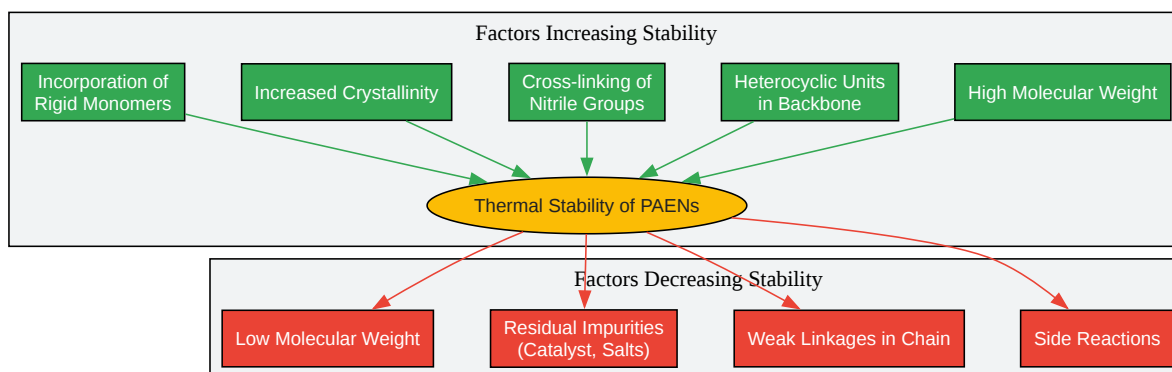 Factors Increasing Stability
Incorporation of
Rigid Monomers
Increased Crystallinity
Cross-linking of
Nitrile Groups
Heterocyclic Units
in Backbone
High Molecular Weight
Thermal Stability of PAENs
Factors Decreasing Stability
Low Molecular Weight
Residual Impurities
(Catalyst, Salts)
Weak Linkages in Chain
Side Reactions